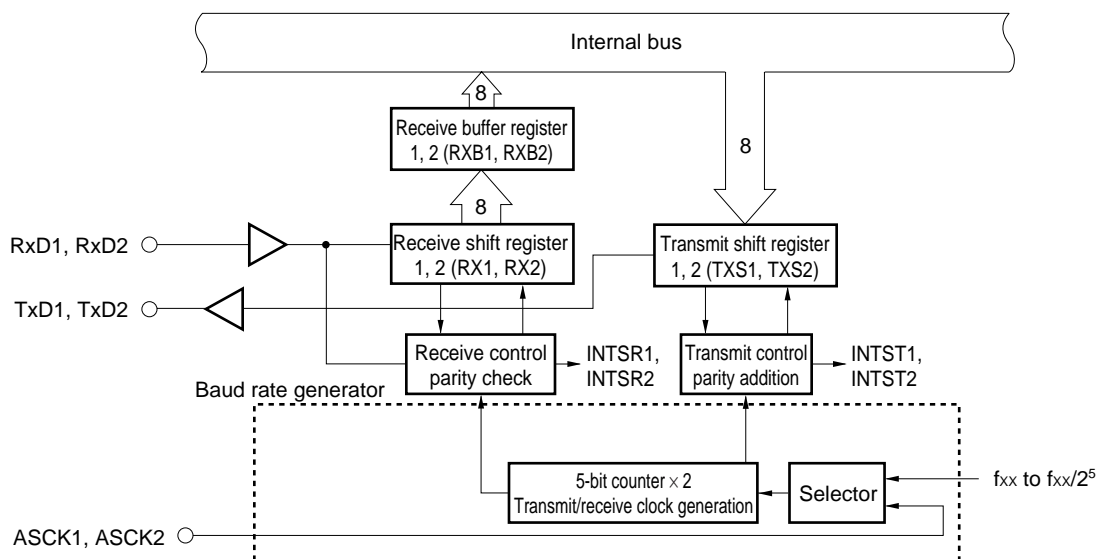 Internal bus
8
Receive buffer register
1, 2 (RXB1, RXB2)
8
8
RxD1, RxD2
Receive shift register
1, 2 (RX1, RX2)
Transmit shift register
1, 2 (TXS1, TXS2)
TxD1, TxD2
Receive control
parity check
INTSR1,
INTSR2
Transmit control
parity addition
INTST1,
INTST2
Baud rate generator
5-bit counter × 2
Transmit/receive clock generation
Selector
fxx to fxx/2⁵
ASCK1, ASCK2